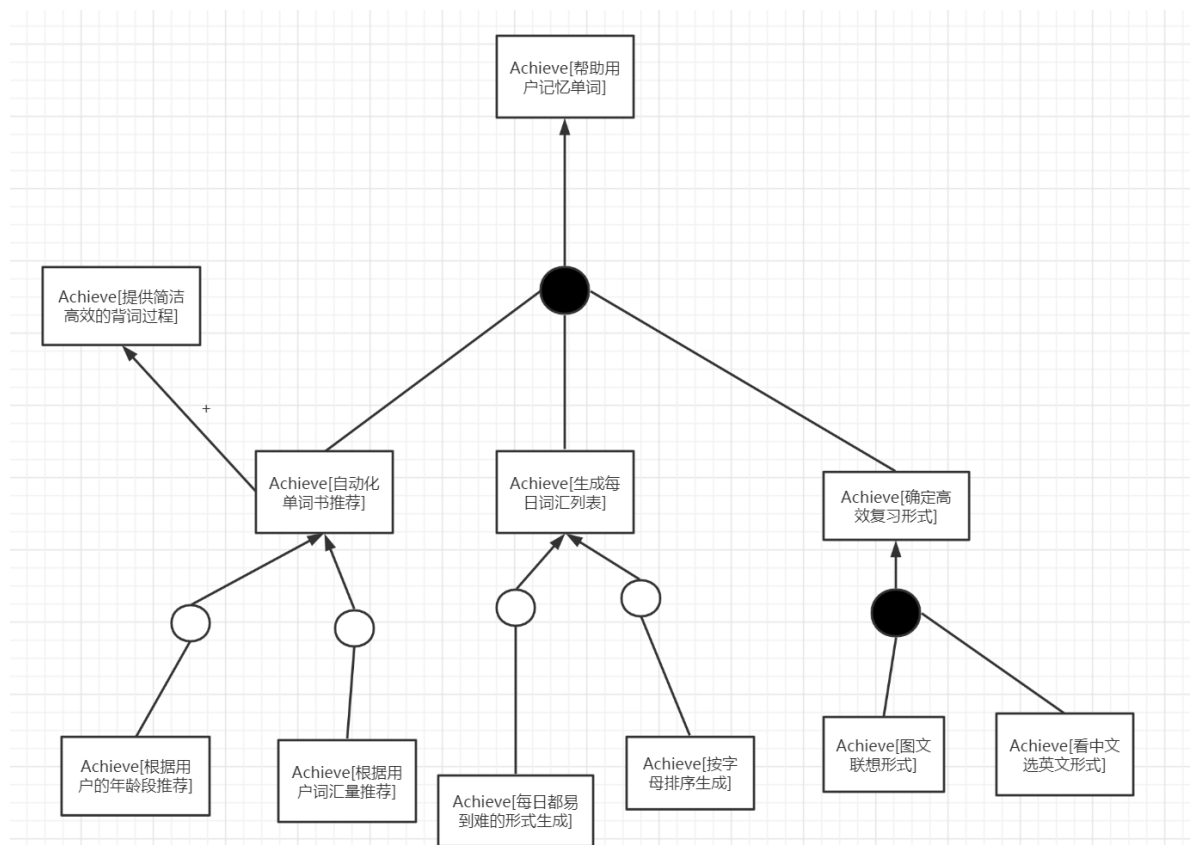 Achieve[帮助用
户记忆单词]
Achieve[提供简洁
高效的背词过程]
+
Achieve[自动化
单词书推荐]
Achieve[生成每
日词汇列表]
Achieve[确定高
效复习形式]
Achieve[根据用
户的年龄段推荐]
Achieve[根据用
户词汇量推荐]
Achieve[每日都易
到难的形式生成]
Achieve[按字
母排序生成]
Achieve[图文
联想形式]
Achieve[看中文
选英文形式]